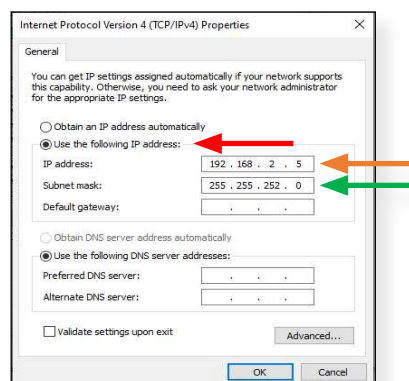 Internet Protocol Version 4 (TCP/IPv4) Properties
General
You can get IP settings assigned automatically if your network supports
this capability. Otherwise, you need to ask your network administrator
for the appropriate IP settings.
Obtain an IP address automatically
Use the following IP address:
IP address: 192 . 168 . 2 . 5
Subnet mask: 255 . 255 . 252 . 0
Default gateway: . . .
Obtain DNS server address automatically
Use the following DNS server addresses:
Preferred DNS server: . . .
Alternate DNS server: . . .
Validate settings upon exit
Advanced...
OK Cancel